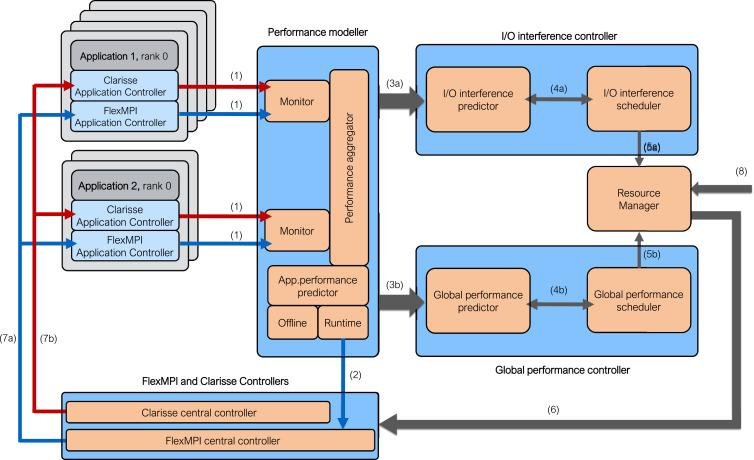 Performance modeller
I/O interference controller
Application 1, rank 0
Clarisse
Application Controller
FlexMPI
Application Controller
(1)
(1)
Monitor
Performance aggregator
(3a)
I/O interference
predictor
(4a)
I/O interference
scheduler
(5a)
Application 2, rank 0
Clarisse
Application Controller
FlexMPI
Application Controller
(1)
(1)
Monitor
Resource
Manager
(8)
(5b)
App.performance
predictor
Offline
Runtime
(3b)
Global performance
predictor
(4b)
Global performance
scheduler
Global performance controller
(7a)
(7b)
(2)
(6)
FlexMPI and Clarisse Controllers
Clarisse central controller
FlexMPI central controller